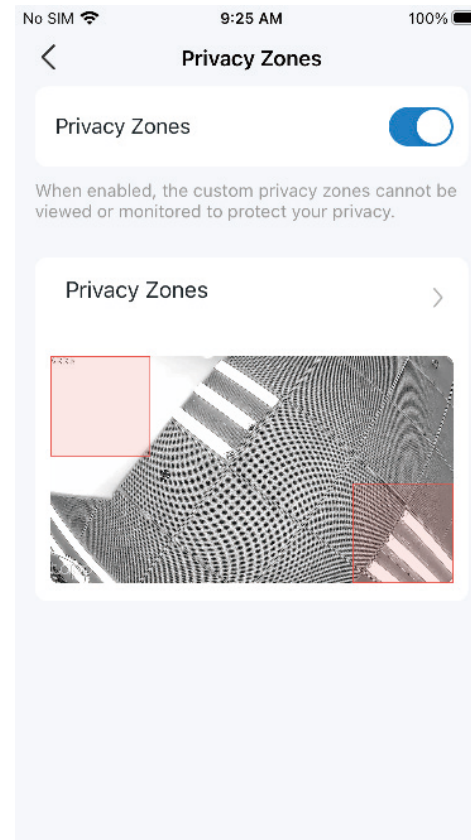 No SIM 9:25 AM 100%
Privacy Zones
Privacy Zones
When enabled, the custom privacy zones cannot be
viewed or monitored to protect your privacy.
Privacy Zones